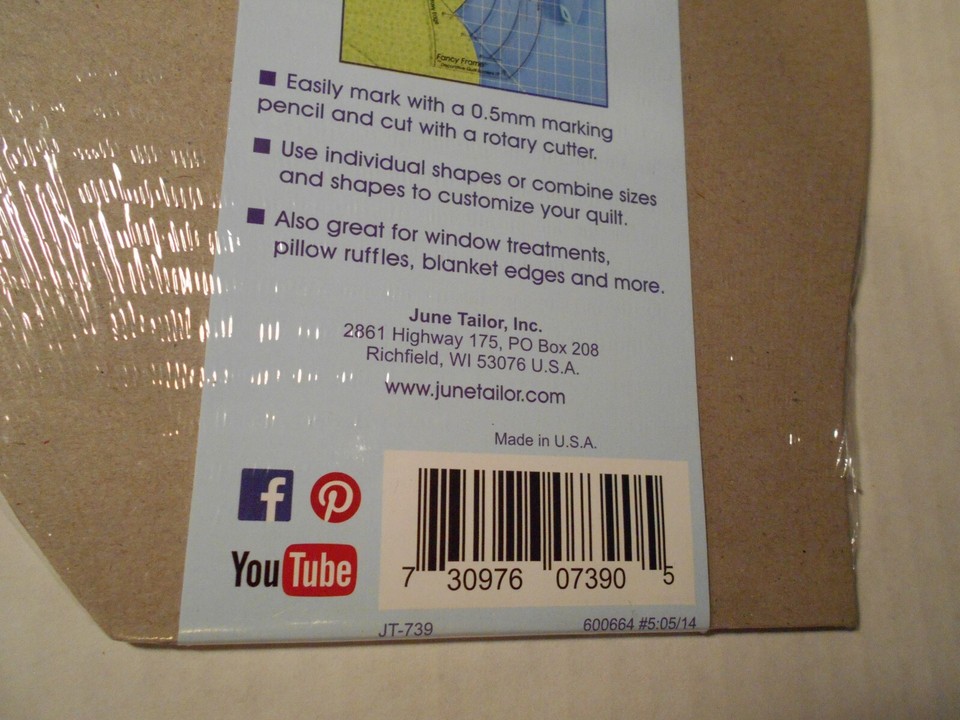 Fancy Frame
■ Easily mark with a 0.5mm marking
pencil and cut with a rotary cutter.
■ Use individual shapes or combine sizes
and shapes to customize your quilt.
■ Also great for window treatments,
pillow ruffles, blanket edges and more.
June Tailor, Inc.
2861 Highway 175, PO Box 208
Richfield, WI 53076 U.S.A.
www.junetailor.com
Made in U.S.A.
f
P
YouTube
7 30976 07390 5
JT-739
600664 #5:05/14